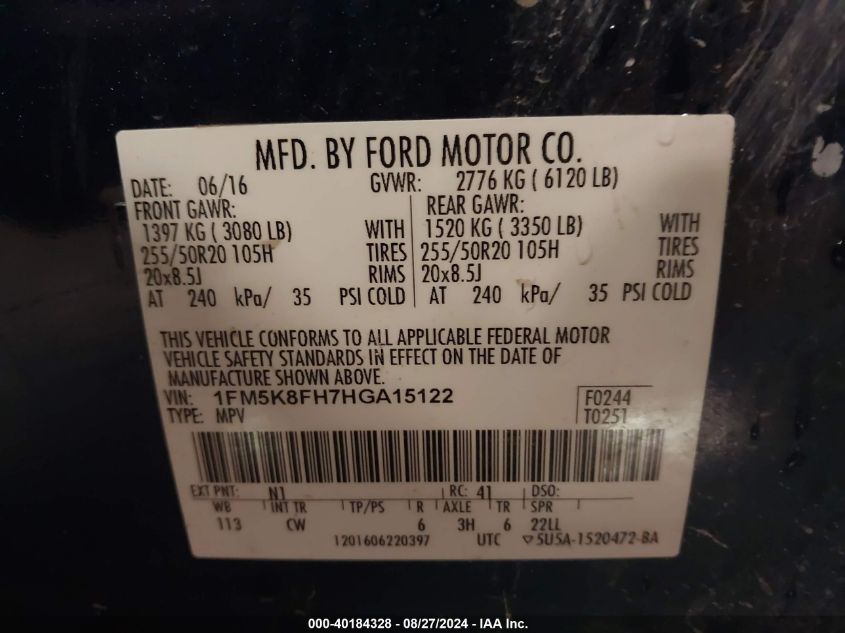 MFD. BY FORD MOTOR CO.
DATE: 06/16 GVWR: 2776 KG ( 6120 LB)
FRONT GAWR: REAR GAWR:
1397 KG ( 3080 LB) WITH 1520 KG ( 3350 LB) WITH
255/50R20 105H TIRES 255/50R20 105H TIRES
20x8.5J RIMS 20x8.5J RIMS
AT 240 kPa/ 35 PSI COLD AT 240 kPa/ 35 PSI COLD
THIS VEHICLE CONFORMS TO ALL APPLICABLE FEDERAL MOTOR
VEHICLE SAFETY STANDARDS IN EFFECT ON THE DATE OF
MANUFACTURE SHOWN ABOVE.
VIN: 1FM5K8FH7HGA15122 F0244
TYPE: MPV T0251
EXT PNT: N1 RC: 41 DSO:
WB INT TR TP/PS R AXLE TR SPR
113 CW 6 3H 6 22LL
1201606220397 UTC ▽5U5A-1520472-BA
000-40184328 - 08/27/2024 - IAA Inc.